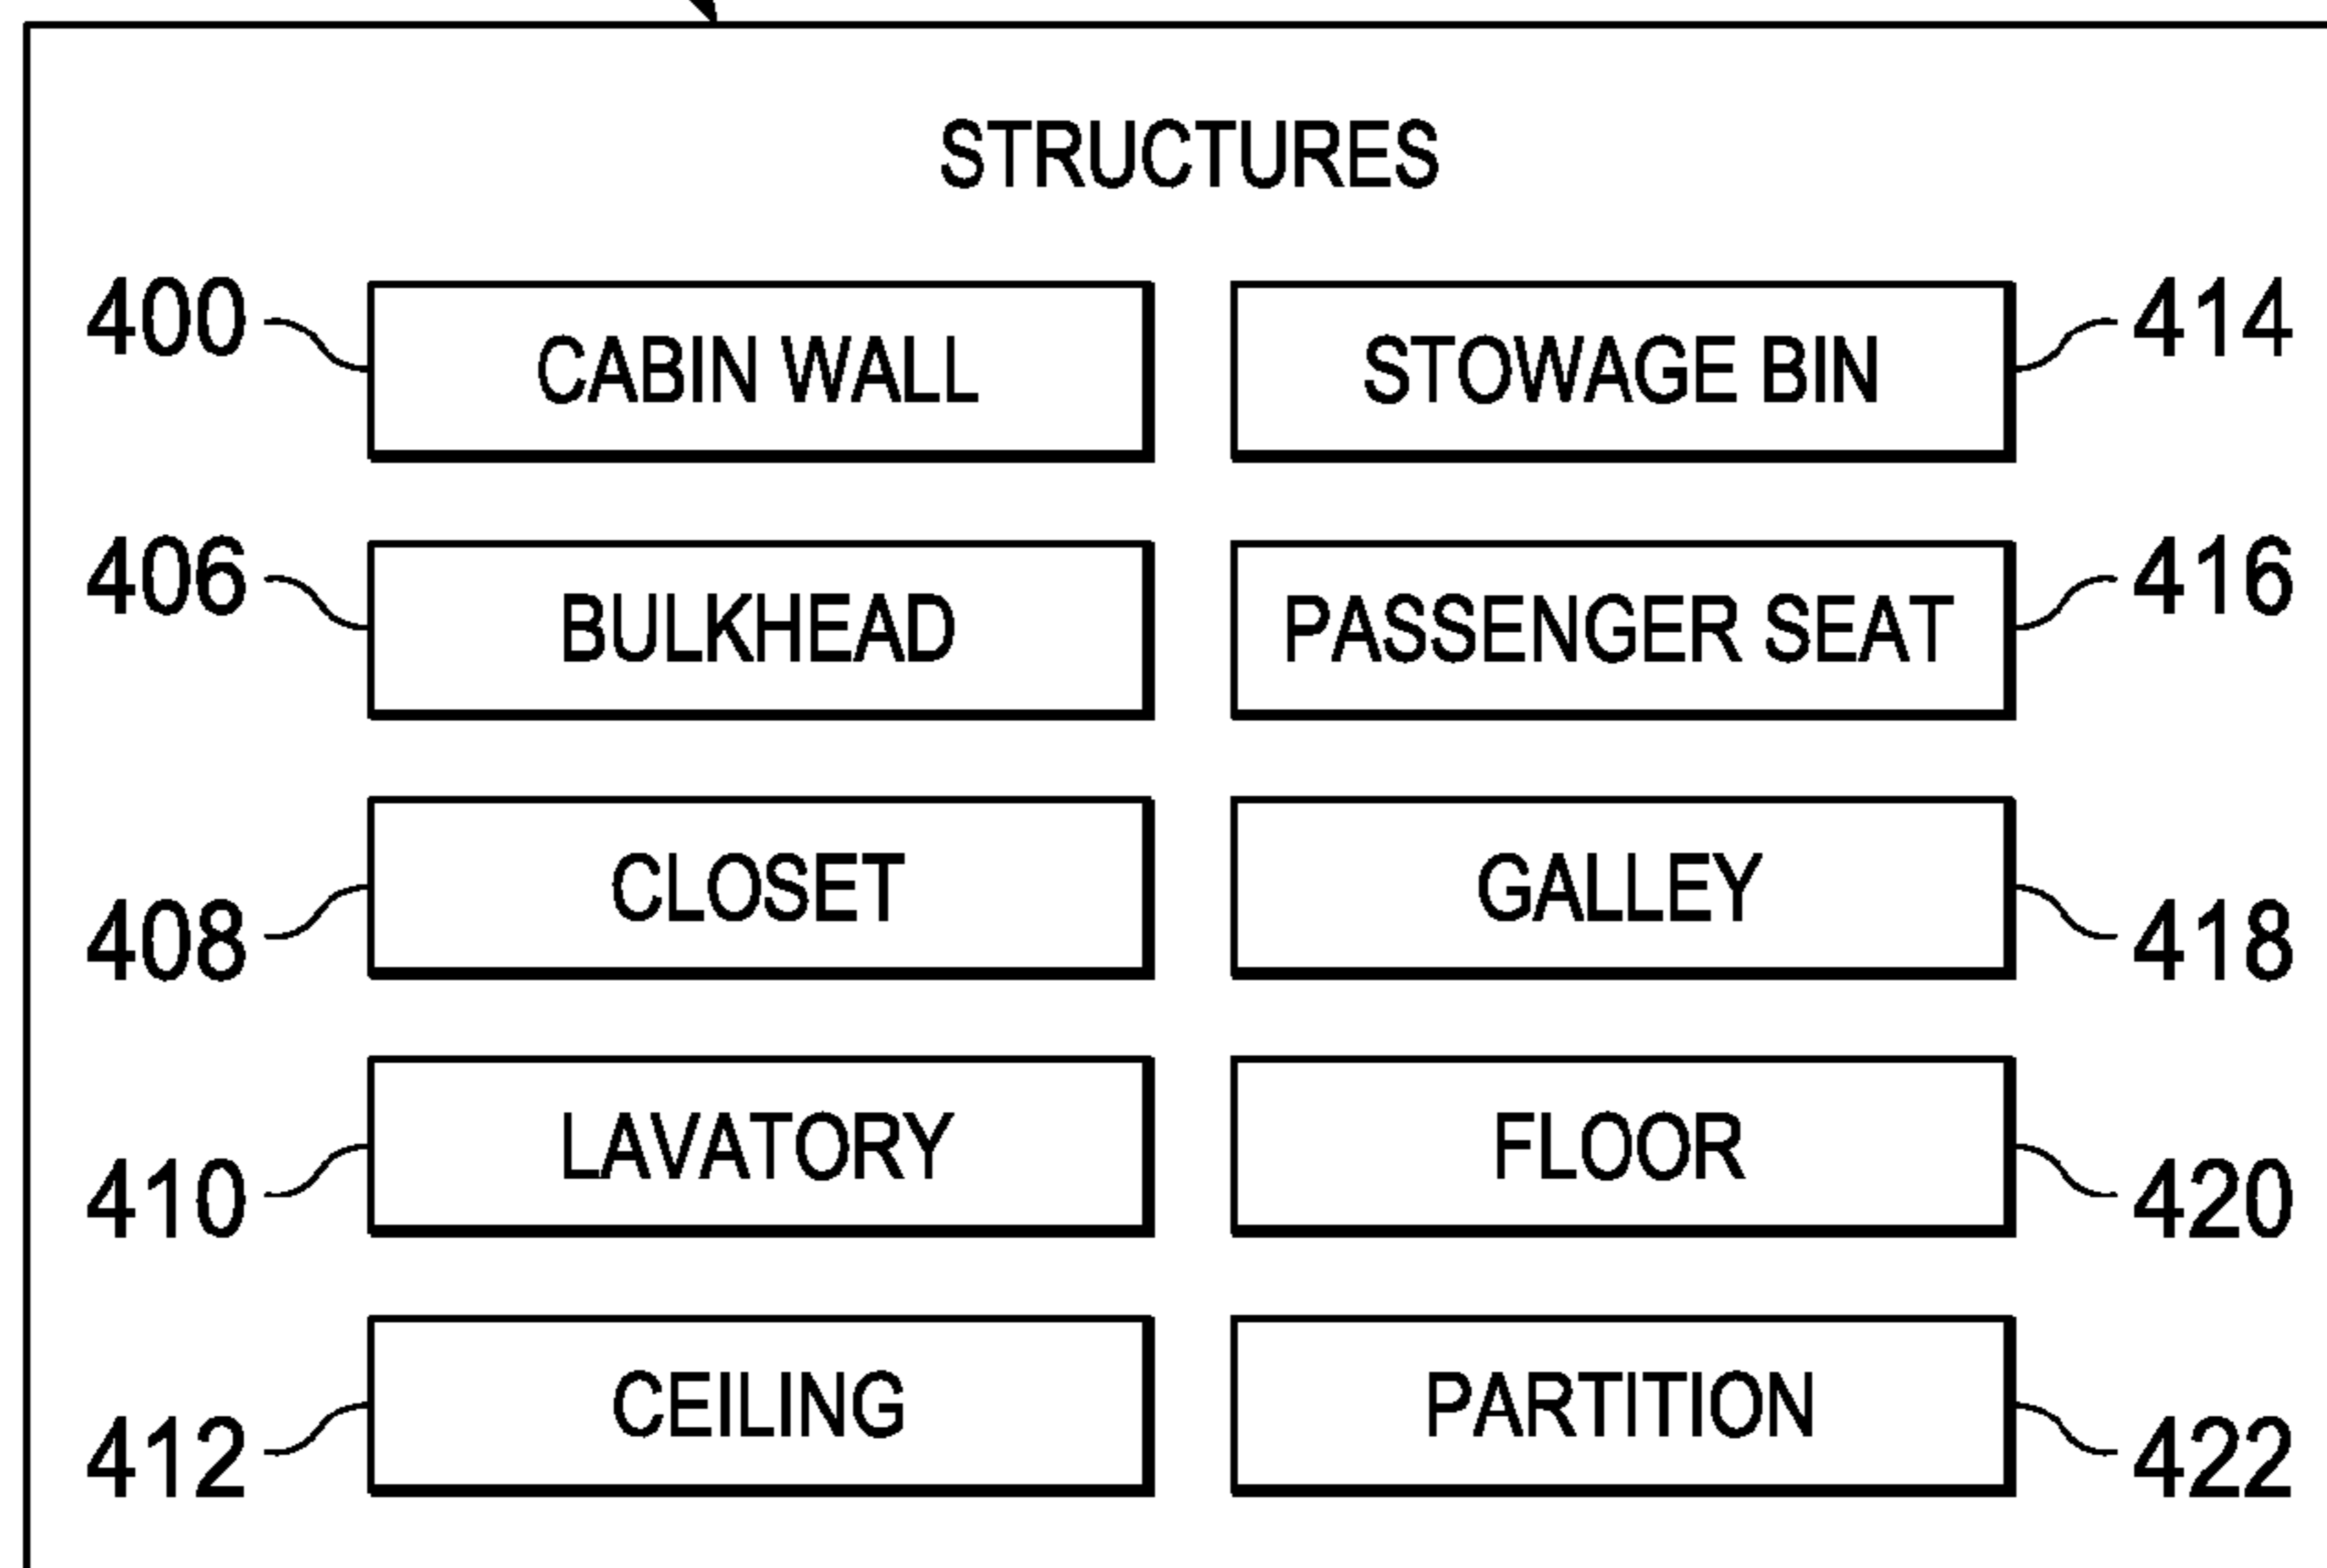 STRUCTURES
400 CABIN WALL STOWAGE BIN 414
406 BULKHEAD PASSENGER SEAT 416
408 CLOSET GALLEY 418
410 LAVATORY FLOOR 420
412 CEILING PARTITION 422